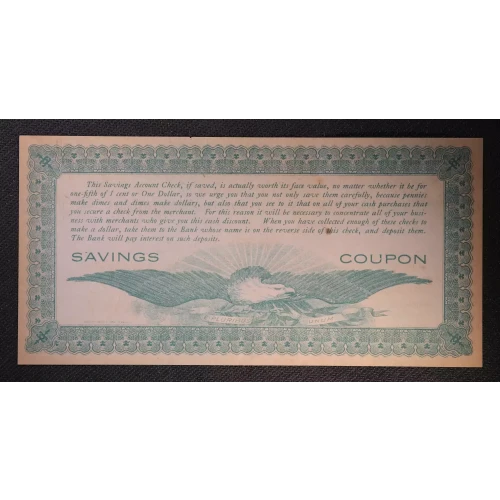 This Savings Account Check, if saved, is actually worth its face value, no matter whether it be for
one-fifth of 1 cent or One Dollar, so we urge you that you not only save them carefully, because pennies
make dimes and dimes make dollars, but also that you see to it that on all of your cash purchases that
you secure a check from the merchant. For this reason it will be necessary to concentrate all of your busi-
ness with merchants who give you this cash discount. When you have collected enough of these checks to
make a dollar, take them to the Bank whose name is on the reverse side of this check, and deposit them.
The Bank will pay interest on such deposits.
SAVINGS COUPON